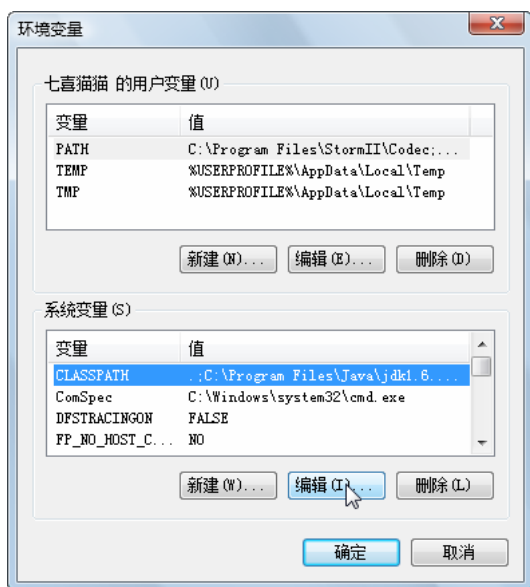 环境变量
七喜猫猫 的用户变量(U)
变量 值
PATH C:\Program Files\StormII\Codec;...
TEMP %USERPROFILE%\AppData\Local\Temp
TMP %USERPROFILE%\AppData\Local\Temp
新建(N)... 编辑(E)... 删除(D)
系统变量(S)
变量 值
CLASSPATH .;C:\Program Files\Java\jdk1.6....
ComSpec C:\Windows\system32\cmd.exe
DFSTRACINGON FALSE
FP_NO_HOST_C... NO
新建(W)... 编辑(I)... 删除(L)
确定 取消